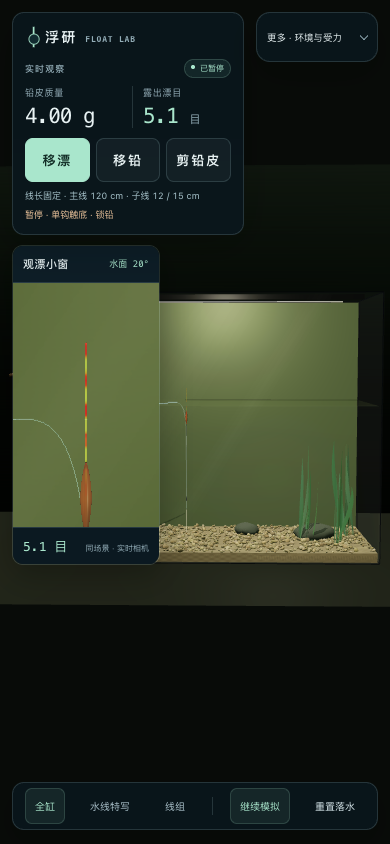 浮研 FLOAT LAB
更多 · 环境与受力
实时观察
已暂停
铅皮质量
露出漂目
4.00 g
5.1 目
移漂
移铅
剪铅皮
线长固定 · 主线 120 cm · 子线 12 / 15 cm
暂停 · 单钩触底 · 锁铅
观漂小窗
水面 20°
5.1 目
同场景 · 实时相机
全缸
水线特写
线组
继续模拟
重置落水